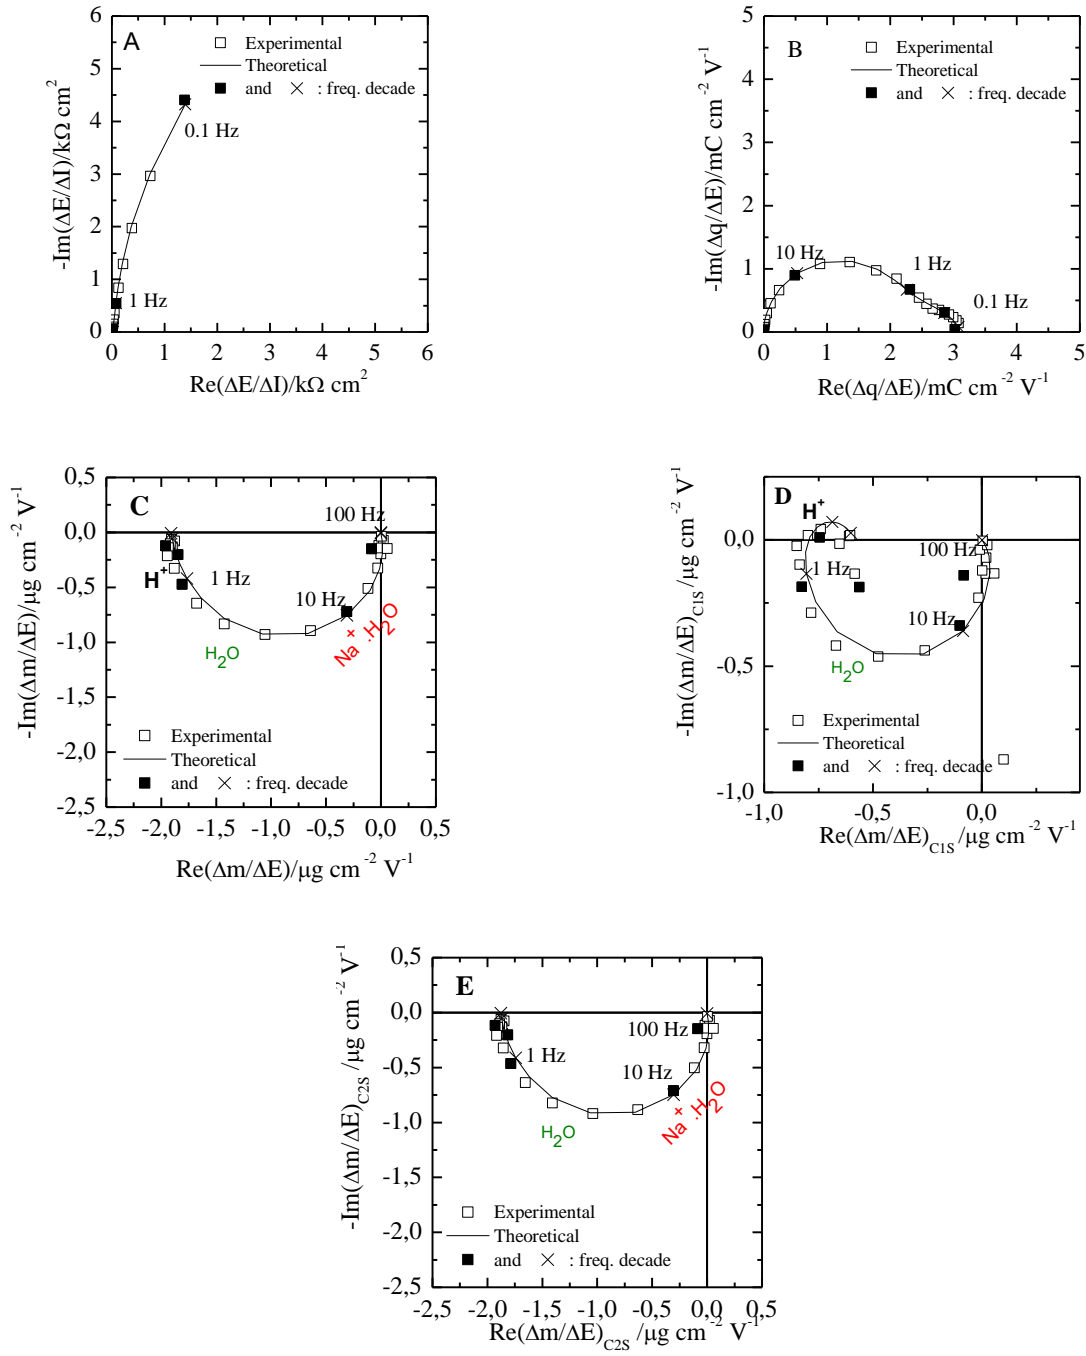 A
Experimental
Theoretical
and × : freq. decade
0.1 Hz
1 Hz
6
5
4
3
2
1
0
0 1 2 3 4 5 6
-Im(ΔE/ΔI)/kΩ cm²
Re(ΔE/ΔI)/kΩ cm²
B
Experimental
Theoretical
and × : freq. decade
10 Hz
1 Hz
0.1 Hz
5
4
3
2
1
0
0 1 2 3 4 5
-Im(Δq/ΔE)/mC cm⁻² V⁻¹
Re(Δq/ΔE)/mC cm⁻² V⁻¹
C
100 Hz
H⁺
1 Hz
10 Hz
H₂O
Na⁺.H₂O
Experimental
Theoretical
and × : freq. decade
0,5
0,0
-0,5
-1,0
-1,5
-2,0
-2,5
-2,5 -2,0 -1,5 -1,0 -0,5 0,0 0,5
-Im(Δm/ΔE)/μg cm⁻² V⁻¹
Re(Δm/ΔE)/μg cm⁻² V⁻¹
D
H⁺
100 Hz
1 Hz
10 Hz
H₂O
Experimental
Theoretical
and × : freq. decade
0,0
-0,5
-1,0
-1,0 -0,5 0,0
-Im(Δm/ΔE)C1S /μg cm⁻² V⁻¹
Re(Δm/ΔE)C1S /μg cm⁻² V⁻¹
E
100 Hz
1 Hz
10 Hz
H₂O
Na⁺.H₂O
Experimental
Theoretical
and × : freq. decade
0,5
0,0
-0,5
-1,0
-1,5
-2,0
-2,5
-2,5 -2,0 -1,5 -1,0 -0,5 0,0 0,5
-Im(Δm/ΔE)C2S /μg cm⁻² V⁻¹
Re(Δm/ΔE)C2S /μg cm⁻² V⁻¹